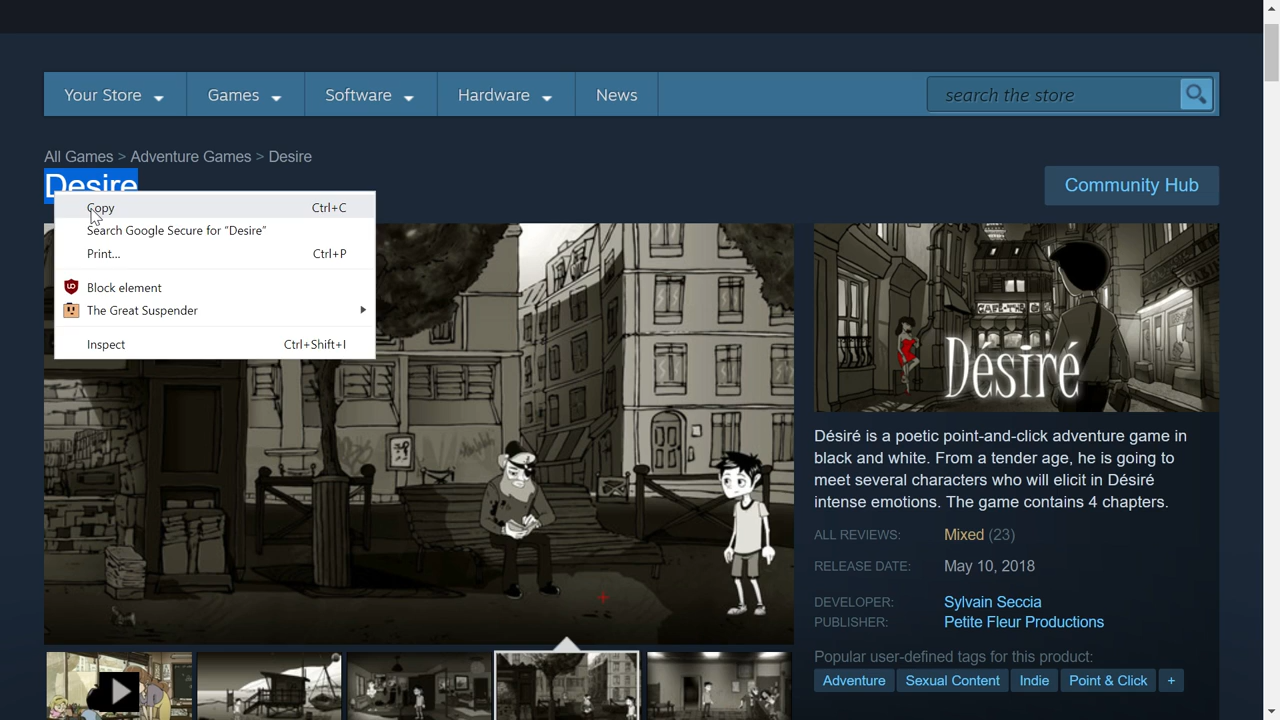 Your Store
Games
Software
Hardware
News
search the store
All Games > Adventure Games > Desire
Desire
Community Hub
Copy Ctrl+C
Search Google Secure for “Desire”
Print... Ctrl+P
Block element
The Great Suspender
Inspect Ctrl+Shift+I
Désiré
Désiré is a poetic point-and-click adventure game in
black and white. From a tender age, he is going to
meet several characters who will elicit in Désiré
intense emotions. The game contains 4 chapters.
ALL REVIEWS: Mixed (23)
RELEASE DATE: May 10, 2018
DEVELOPER: Sylvain Seccia
PUBLISHER: Petite Fleur Productions
Popular user-defined tags for this product:
Adventure Sexual Content Indie Point & Click +